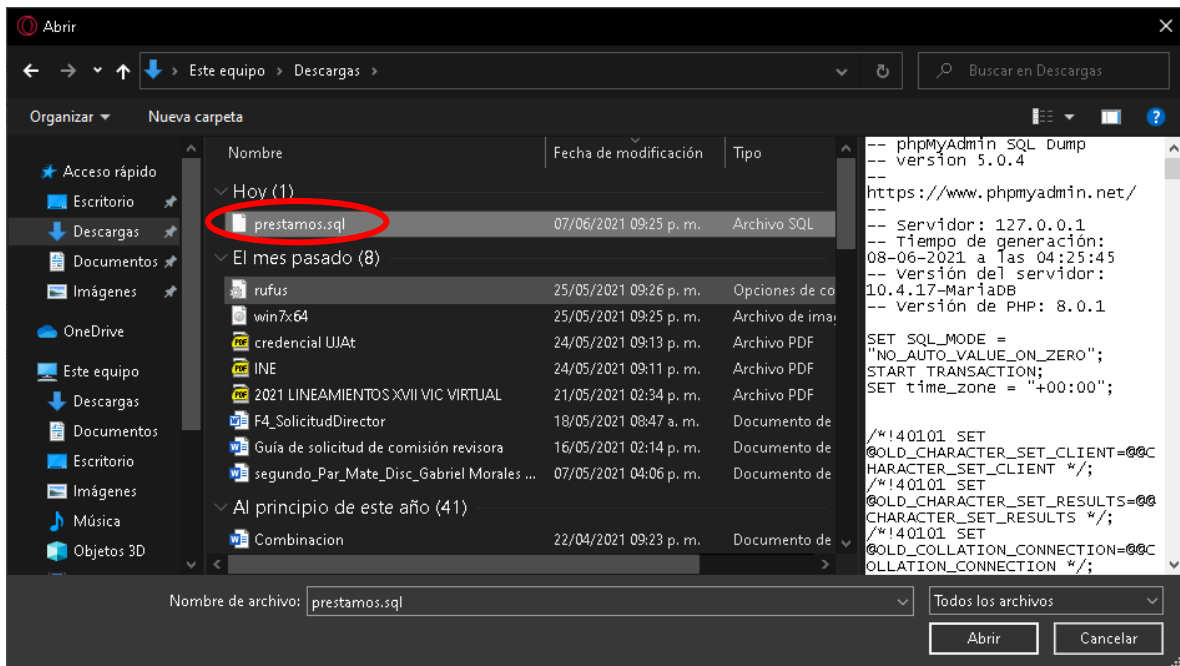 Abrir
Este equipo > Descargas >
Buscar en Descargas
Organizar
Nueva carpeta
Acceso rápido
Escritorio
Descargas
Documentos
Imágenes
OneDrive
Este equipo
Descargas
Documentos
Escritorio
Imágenes
Música
Objetos 3D
Nombre Fecha de modificación Tipo
Hoy (1)
prestamos.sql 07/06/2021 09:25 p. m. Archivo SQL
El mes pasado (8)
rufus 25/05/2021 09:26 p. m. Opciones de co
win7x64 25/05/2021 09:25 p. m. Archivo de ima
credencial UJAt 24/05/2021 09:13 p. m. Archivo PDF
INE 24/05/2021 09:11 p. m. Archivo PDF
2021 LINEAMIENTOS XVII VIC VIRTUAL 21/05/2021 02:34 p. m. Archivo PDF
F4_SolicitudDirector 18/05/2021 08:47 a. m. Documento de
Guía de solicitud de comisión revisora 16/05/2021 02:14 p. m. Documento de
segundo_Par_Mate_Disc_Gabriel Morales ... 07/05/2021 04:06 p. m. Documento de
Al principio de este año (41)
Combinacion 22/04/2021 09:23 p. m. Documento de
-- phpMyAdmin SQL Dump
-- version 5.0.4
--
https://www.phpmyadmin.net/
--
-- Servidor: 127.0.0.1
-- Tiempo de generación:
08-06-2021 a las 04:25:45
-- Versión del servidor:
10.4.17-MariaDB
-- Versión de PHP: 8.0.1
SET SQL_MODE =
"NO_AUTO_VALUE_ON_ZERO";
START TRANSACTION;
SET time_zone = "+00:00";
/*!40101 SET
@OLD_CHARACTER_SET_CLIENT=@@C
HARACTER_SET_CLIENT */;
/*!40101 SET
@OLD_CHARACTER_SET_RESULTS=@@
CHARACTER_SET_RESULTS */;
/*!40101 SET
@OLD_COLLATION_CONNECTION=@@C
OLLATION_CONNECTION */;
Nombre de archivo: prestamos.sql
Todos los archivos
Abrir
Cancelar